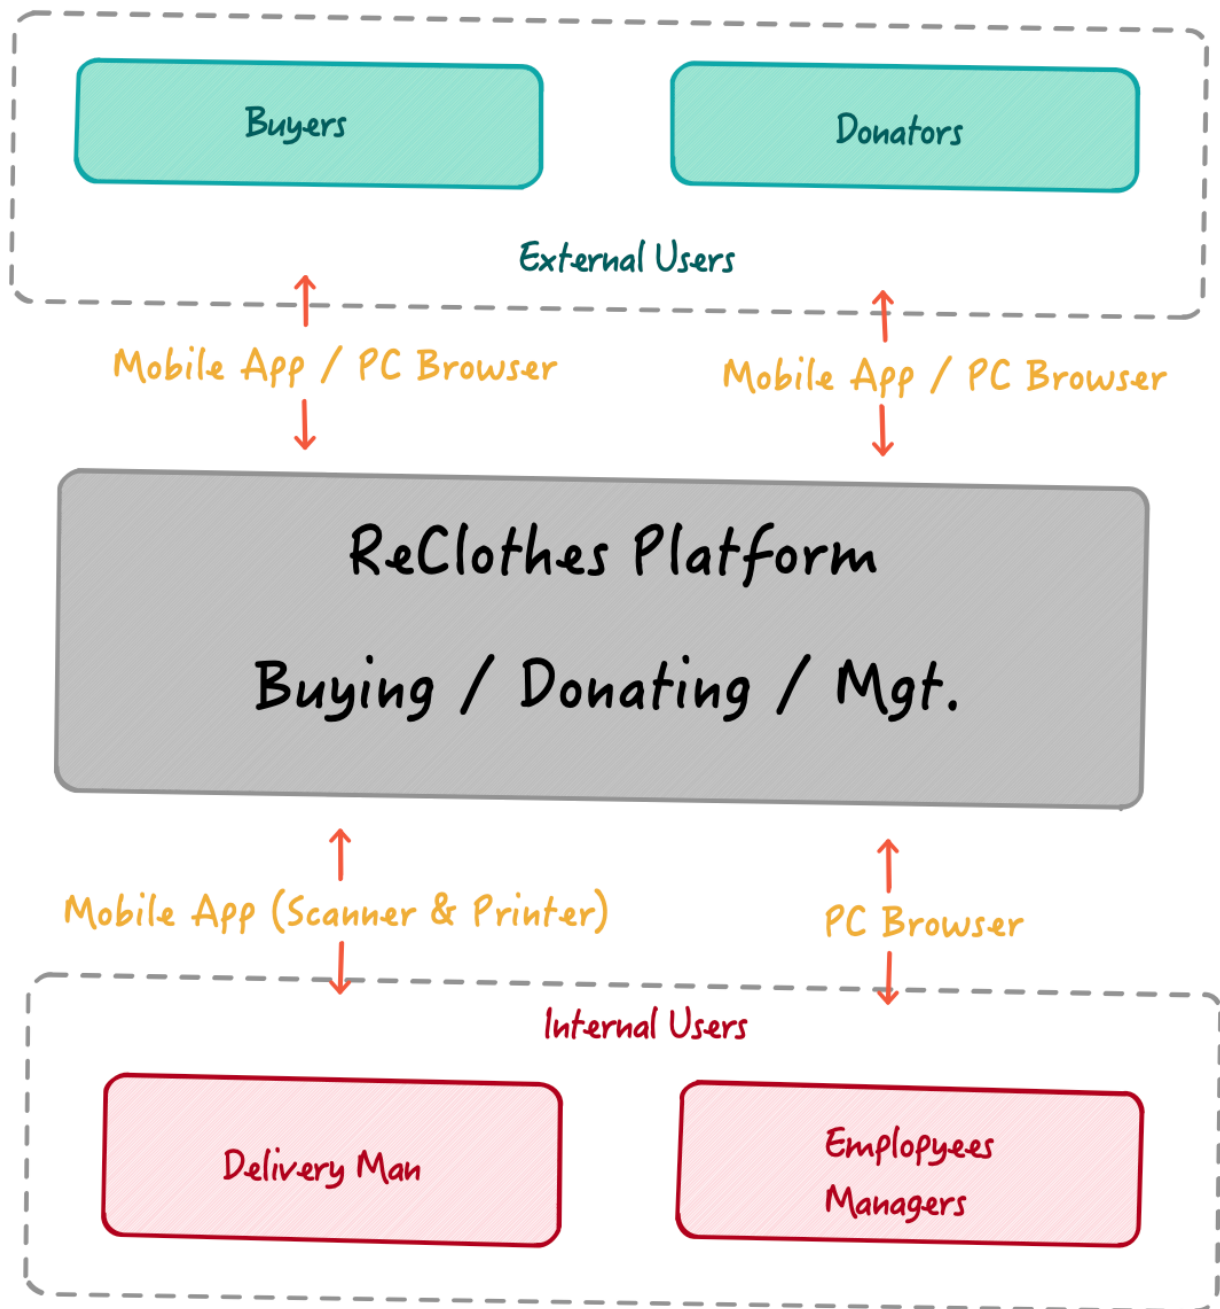 Buyers
Donators
External Users
Mobile App / PC Browser
Mobile App / PC Browser
ReClothes Platform
Buying / Donating / Mgt.
Mobile App (Scanner & Printer)
PC Browser
Internal Users
Delivery Man
Emplopyees
Managers